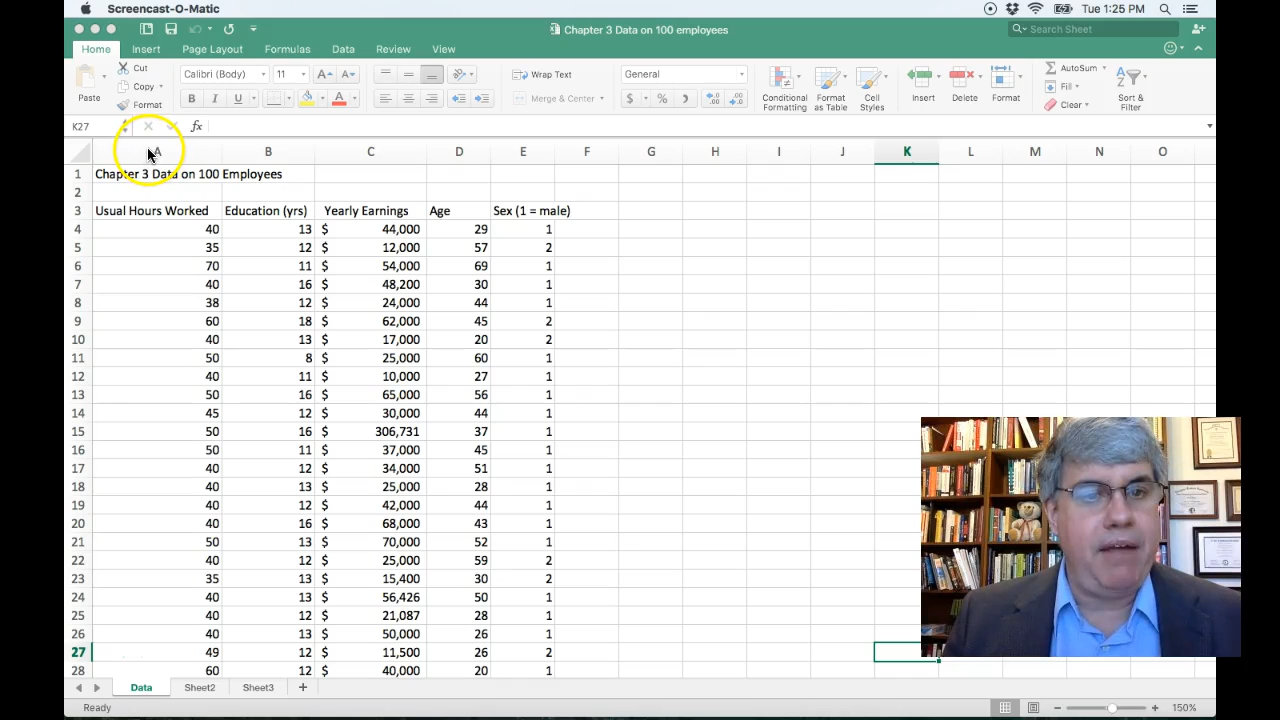 Screencast-O-Matic Tue 1:25 PM
Chapter 3 Data on 100 employees Search Sheet
Home Insert Page Layout Formulas Data Review View
Cut Calibri (Body) 11 A A Wrap Text General AutoSum
Copy Fill
Paste Format B I U A Merge & Center $ % Conditional Formatting Format as Table Cell Styles Insert Delete Format Clear Sort & Filter
K27 fx
A B C D E F G H I J K L M N O
1 Chapter 3 Data on 100 Employees
2
3 Usual Hours Worked Education (yrs) Yearly Earnings Age Sex (1 = male)
4 40 13 $ 44,000 29 1
5 35 12 $ 12,000 57 2
6 70 11 $ 54,000 69 1
7 40 16 $ 48,200 30 1
8 38 12 $ 24,000 44 1
9 60 18 $ 62,000 45 2
10 40 13 $ 17,000 20 2
11 50 8 $ 25,000 60 1
12 40 11 $ 10,000 27 1
13 50 16 $ 65,000 56 1
14 45 12 $ 30,000 44 1
15 50 16 $ 306,731 37 1
16 50 11 $ 37,000 45 1
17 40 12 $ 34,000 51 1
18 40 13 $ 25,000 28 1
19 40 12 $ 42,000 44 1
20 40 16 $ 68,000 43 1
21 50 13 $ 70,000 52 1
22 40 12 $ 25,000 59 2
23 35 12 $ 15,400 30 2
24 40 13 $ 56,426 50 1
25 40 12 $ 21,087 28 1
26 40 13 $ 50,000 26 1
27 49 12 $ 11,500 26 2
28 60 12 $ 40,000 20 1
Data Sheet2 Sheet3 +
Ready 150%